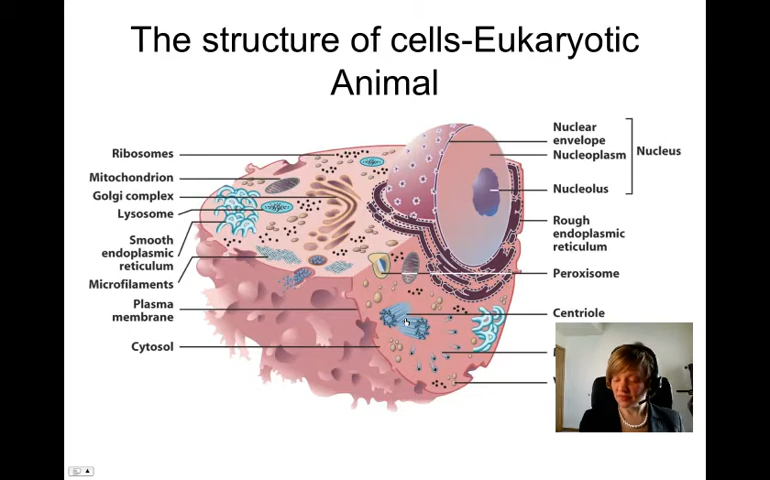 The structure of cells-Eukaryotic
Animal
Ribosomes
Mitochondrion
Golgi complex
Lysosome
Smooth
endoplasmic
reticulum
Microfilaments
Plasma
membrane
Cytosol
Nuclear
envelope
Nucleoplasm
Nucleus
Nucleolus
Rough
endoplasmic
reticulum
Peroxisome
Centriole